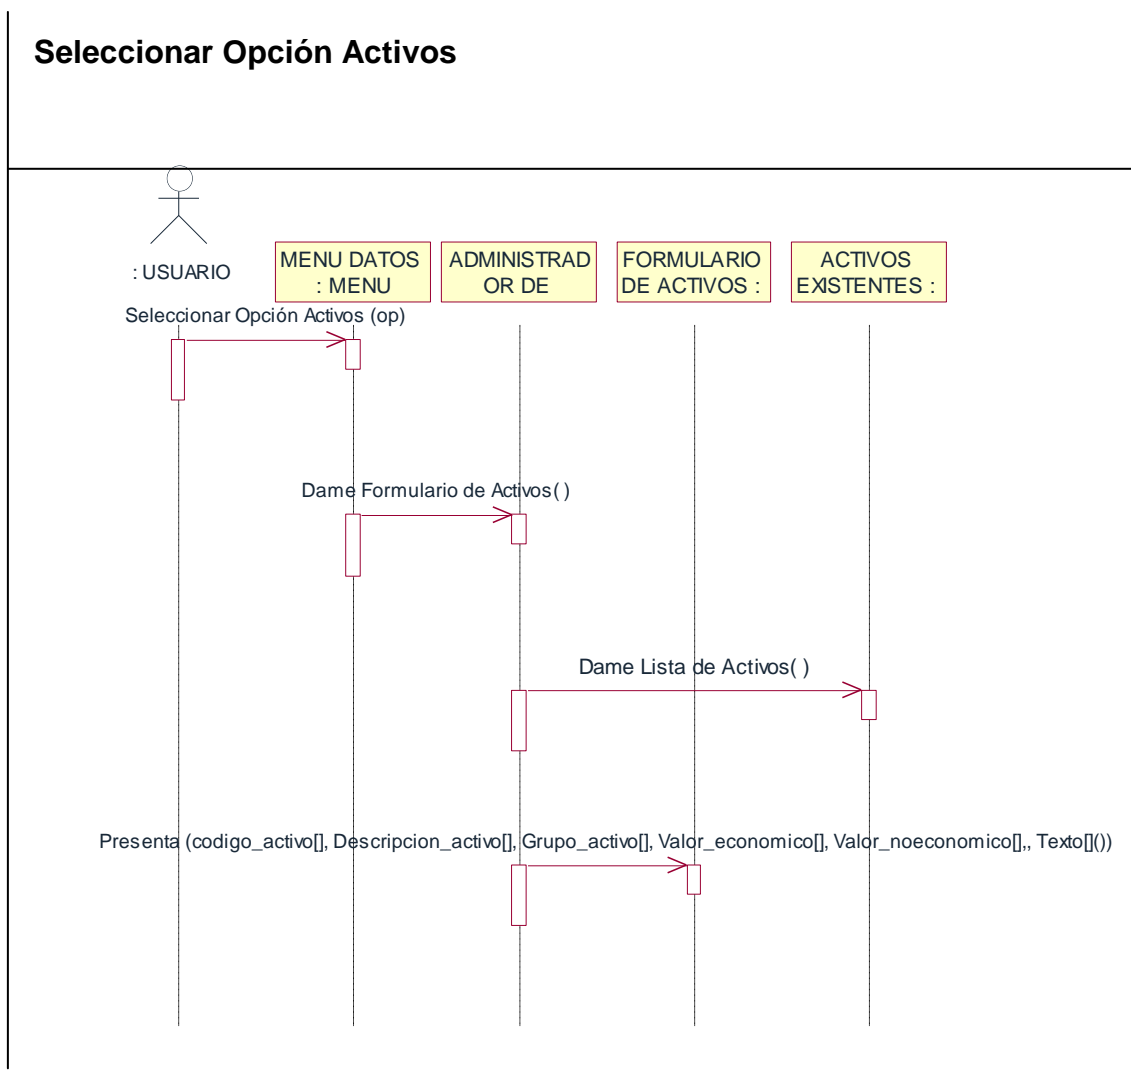 Seleccionar Opción Activos
: USUARIO
MENU DATOS
: MENU
ADMINISTRAD
OR DE
FORMULARIO
DE ACTIVOS :
ACTIVOS
EXISTENTES :
Seleccionar Opción Activos (op)
Dame Formulario de Activos( )
Dame Lista de Activos( )
Presenta (codigo_activo[], Descripcion_activo[], Grupo_activo[], Valor_economico[], Valor_noeconomico[],, Texto[]())